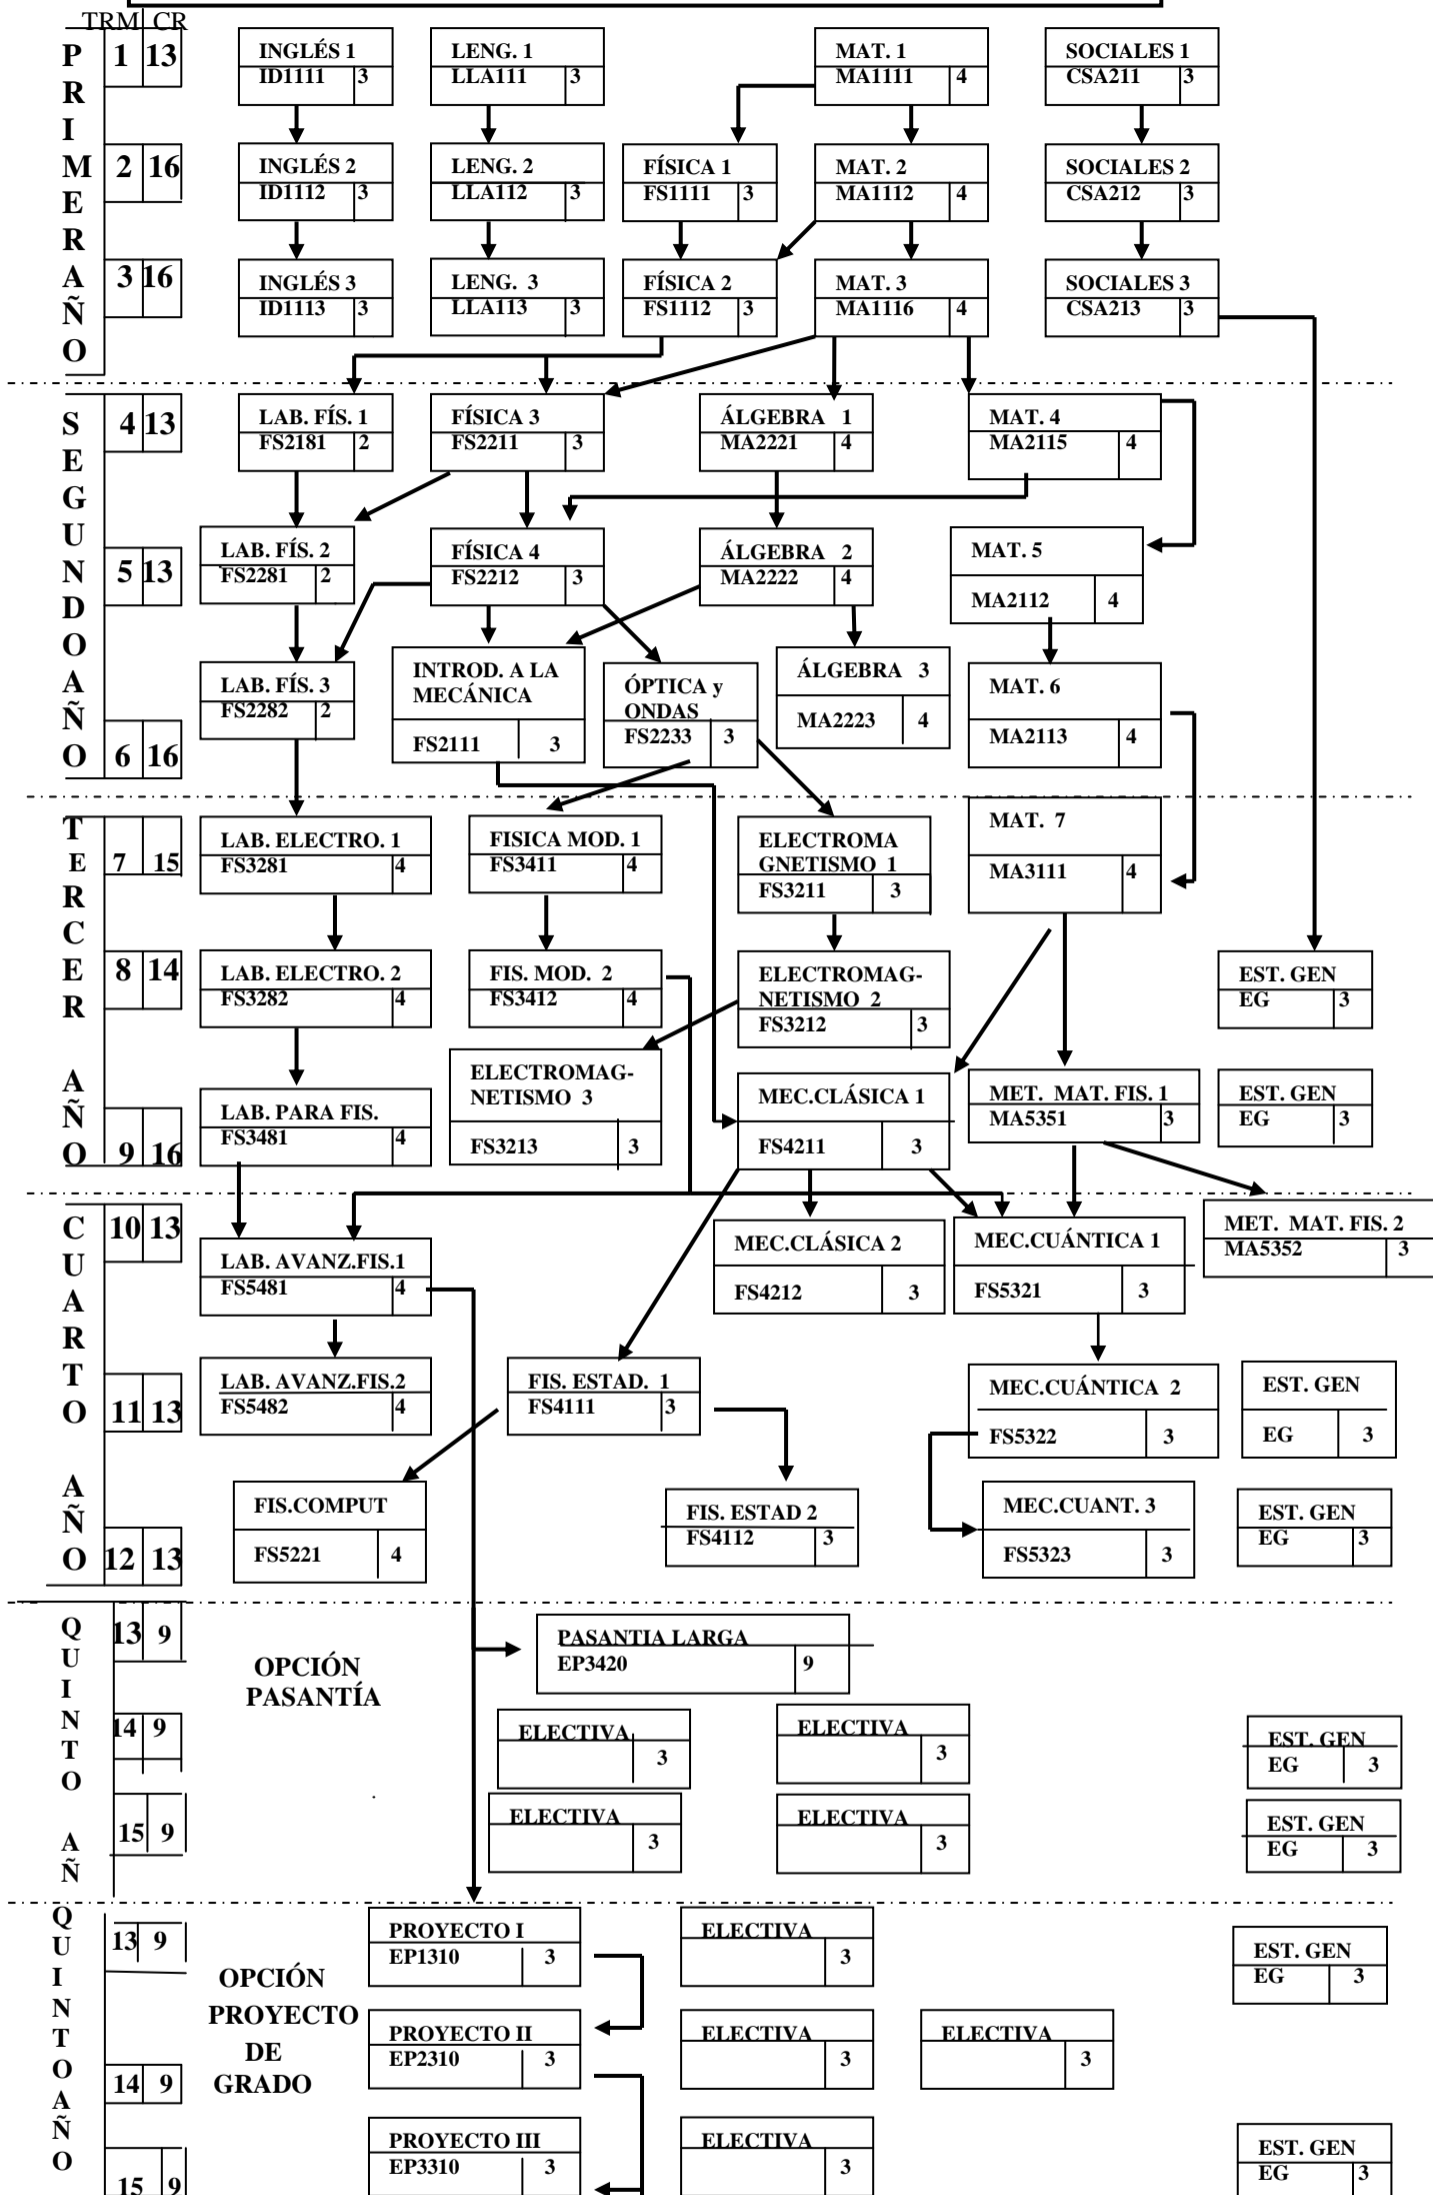 TRM CR
PRIMER AÑO
1 13
INGLÉS 1
ID1111 3
LENG. 1
LLA111 3
MAT. 1
MA1111 4
SOCIALES 1
CSA211 3
2 16
INGLÉS 2
ID1112 3
LENG. 2
LLA112 3
FÍSICA 1
FS1111 3
MAT. 2
MA1112 4
SOCIALES 2
CSA212 3
3 16
INGLÉS 3
ID1113 3
LENG. 3
LLA113 3
FÍSICA 2
FS1112 3
MAT. 3
MA1116 4
SOCIALES 3
CSA213 3
SEGUNDO AÑO
4 13
LAB. FÍS. 1
FS2181 2
FÍSICA 3
FS2211 3
ÁLGEBRA 1
MA2221 4
MAT. 4
MA2115 4
5 13
LAB. FÍS. 2
FS2281 2
FÍSICA 4
FS2212 3
ÁLGEBRA 2
MA2222 4
MAT. 5
MA2112 4
6 16
LAB. FÍS. 3
FS2282 2
INTROD. A LA
MECÁNICA
FS2111 3
ÓPTICA y
ONDAS
FS2233 3
ÁLGEBRA 3
MA2223 4
MAT. 6
MA2113 4
TERCER AÑO
7 15
LAB. ELECTRO. 1
FS3281 4
FISICA MOD. 1
FS3411 4
ELECTROMA
GNETISMO 1
FS3211 3
MAT. 7
MA3111 4
8 14
LAB. ELECTRO. 2
FS3282 4
FIS. MOD. 2
FS3412 4
ELECTROMAG-
NETISMO 2
FS3212 3
EST. GEN
EG 3
9 16
LAB. PARA FIS.
FS3481 4
ELECTROMAG-
NETISMO 3
FS3213 3
MEC.CLÁSICA 1
FS4211 3
MET. MAT. FIS. 1
MA5351 3
EST. GEN
EG 3
CUARTO AÑO
10 13
LAB. AVANZ.FIS.1
FS5481 4
MEC.CLÁSICA 2
FS4212 3
MEC.CUÁNTICA 1
FS5321 3
MET. MAT. FIS. 2
MA5352 3
11 13
LAB. AVANZ.FIS.2
FS5482 4
FIS. ESTAD. 1
FS4111 3
MEC.CUÁNTICA 2
FS5322 3
EST. GEN
EG 3
12 13
FIS.COMPUT
FS5221 4
FIS. ESTAD 2
FS4112 3
MEC.CUANT. 3
FS5323 3
EST. GEN
EG 3
QUINTO AÑ
OPCIÓN
PASANTÍA
13 9
PASANTIA LARGA
EP3420 9
14 9
ELECTIVA
3
ELECTIVA
3
EST. GEN
EG 3
15 9
ELECTIVA
3
ELECTIVA
3
EST. GEN
EG 3
QUINTO AÑO
OPCIÓN
PROYECTO
DE
GRADO
13 9
PROYECTO I
EP1310 3
ELECTIVA
3
EST. GEN
EG 3
14 9
PROYECTO II
EP2310 3
ELECTIVA
3
ELECTIVA
3
15 9
PROYECTO III
EP3310 3
ELECTIVA
3
EST. GEN
EG 3